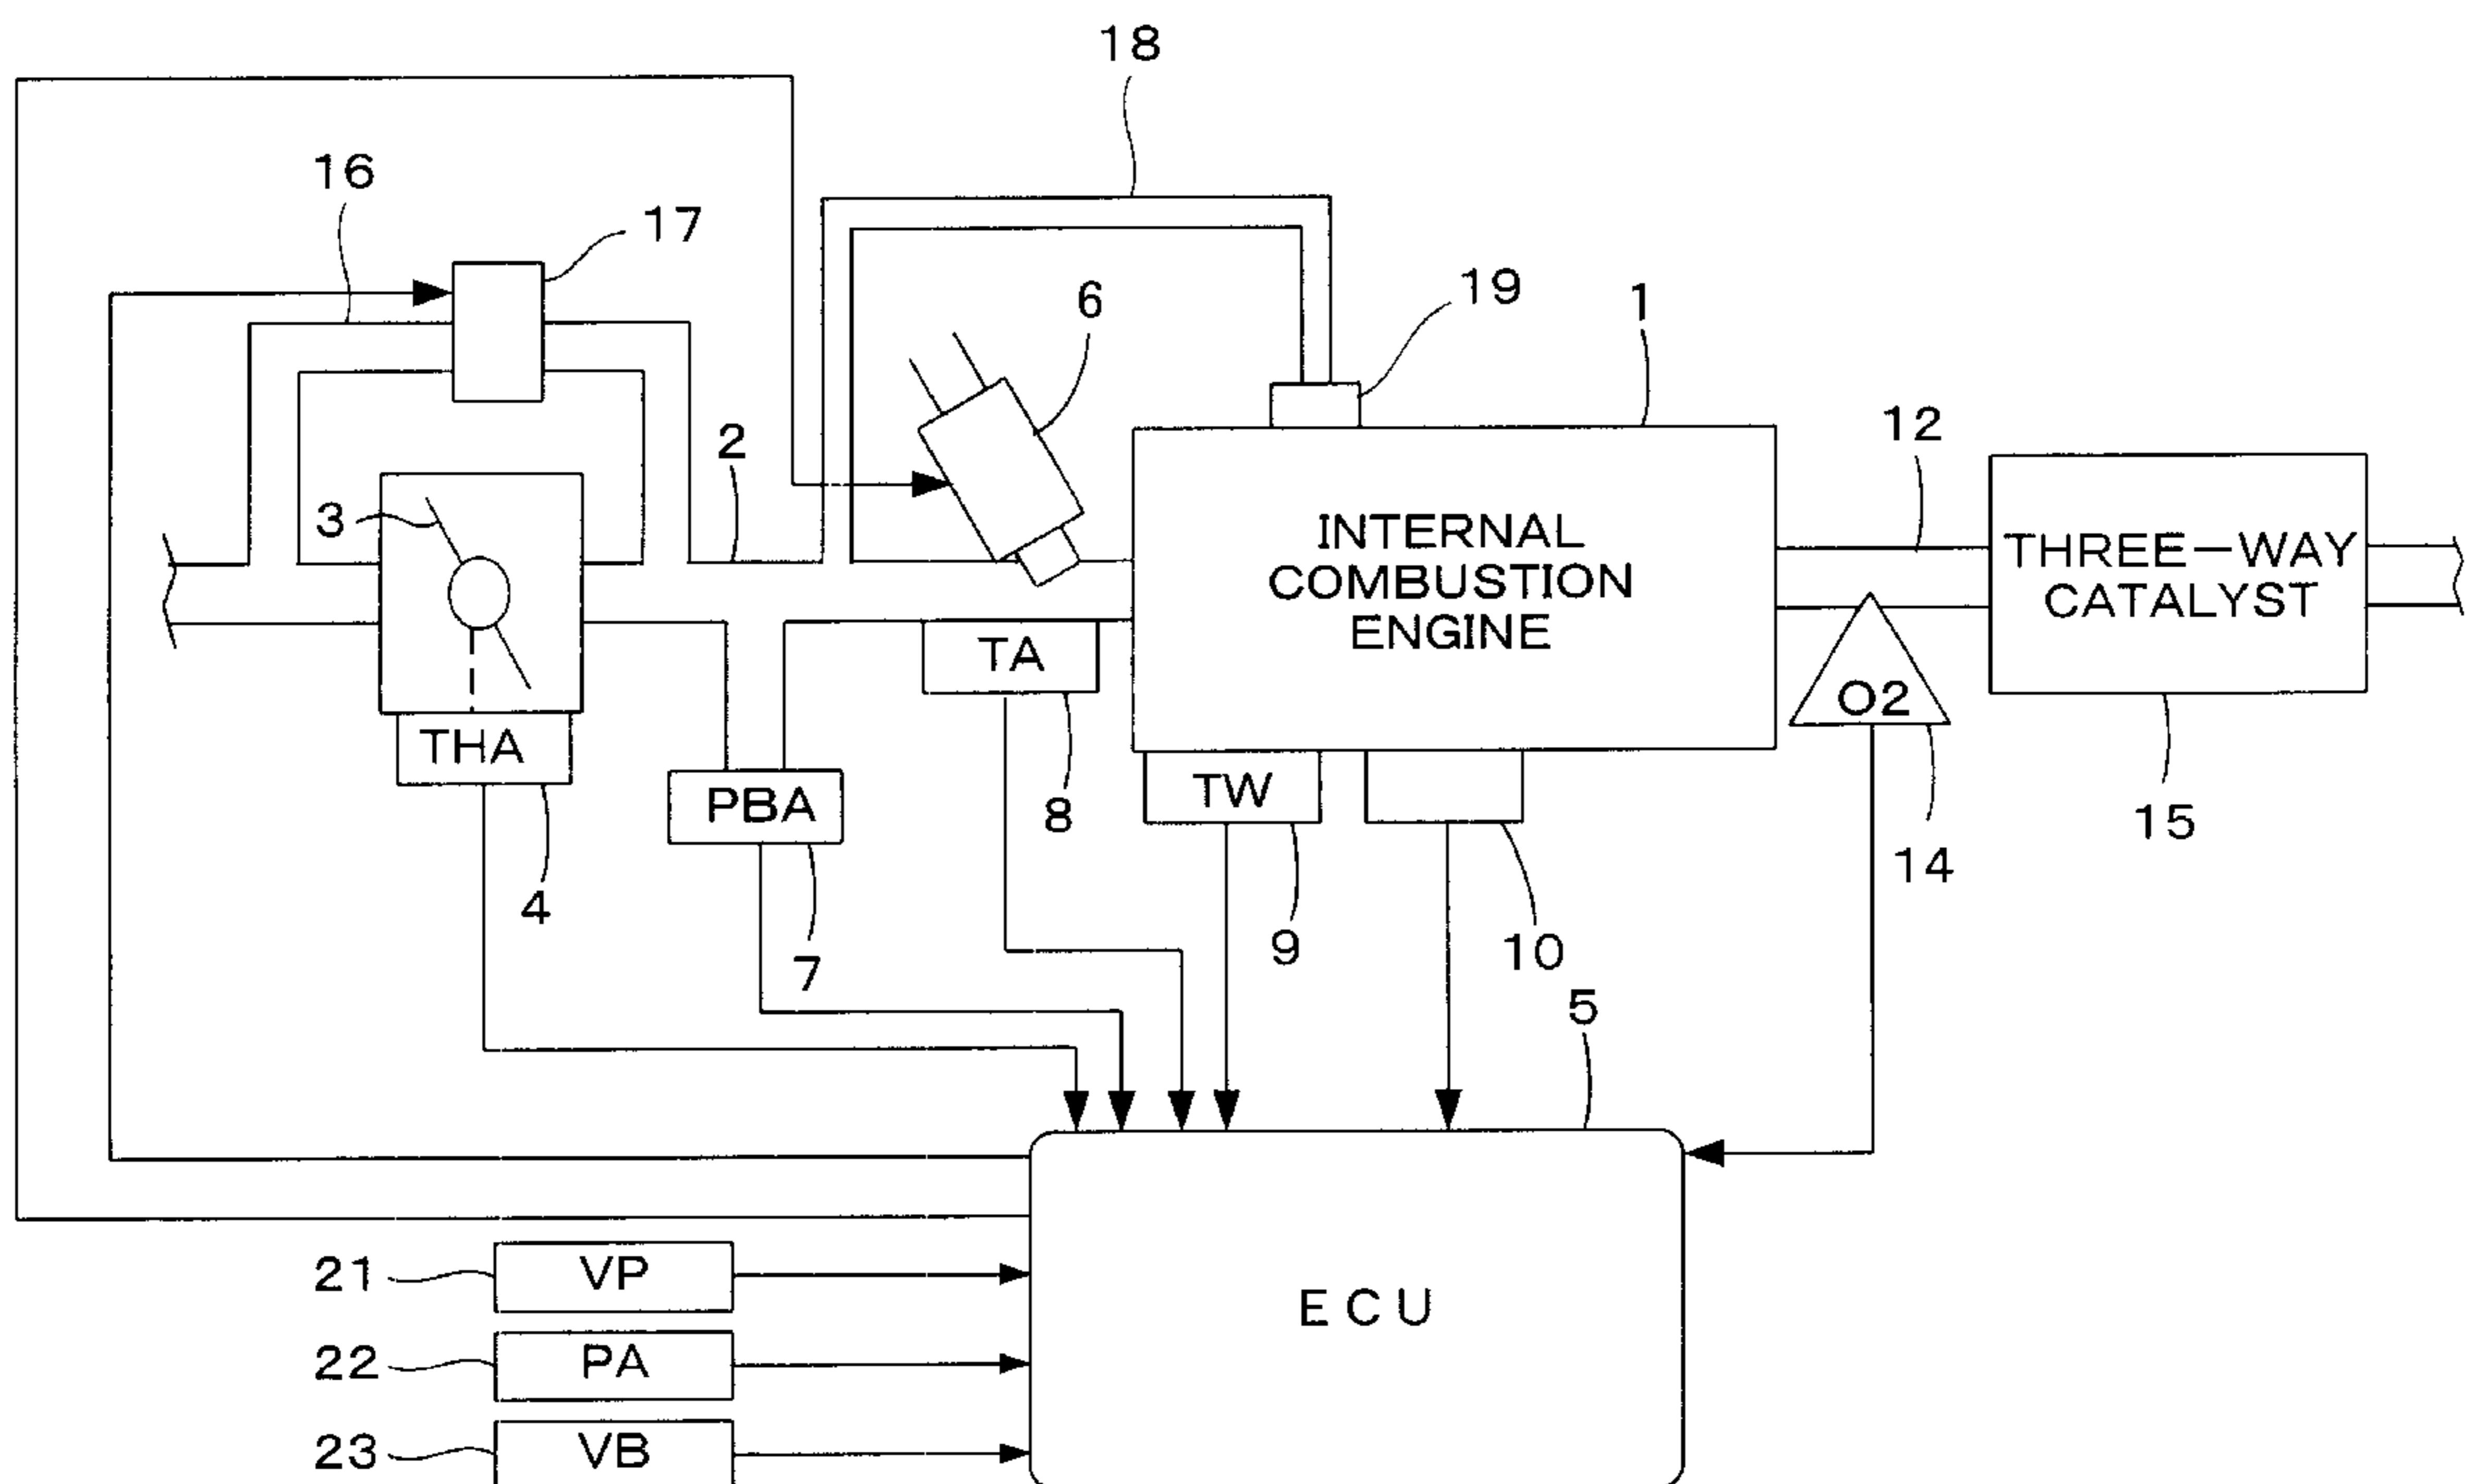 18
16
17
6
19
1
2
12
3
INTERNAL
COMBUSTION
ENGINE
THREE-WAY
CATALYST
TA
O2
THA
PBA
TW
8
15
14
4
7
9
10
5
21
VP
ECU
22
PA
23
VB